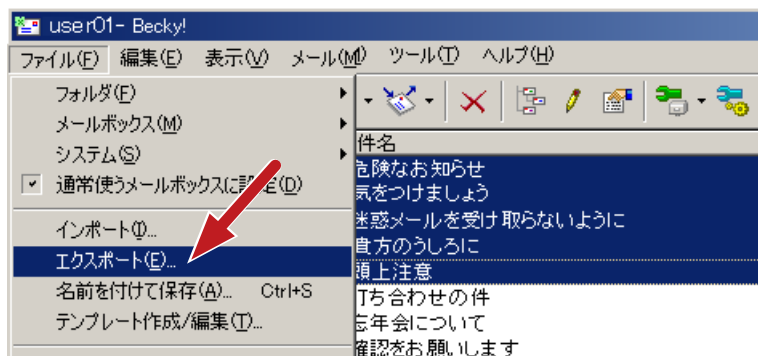 user01- Becky!
ファイル(F) 編集(E) 表示(V) メール(M) ツール(T) ヘルプ(H)
フォルダ(F)
メールボックス(M)
システム(S)
通常使うメールボックスに設定(D)
インポート(I)...
エクスポート(E)...
名前を付けて保存(A)... Ctrl+S
テンプレート作成/編集(T)...
件名
危険なお知らせ
気をつけましょう
迷惑メールを受け取らないように
貴方のうしろに
頭上注意
打ち合わせの件
忘年会について
確認をお願いします